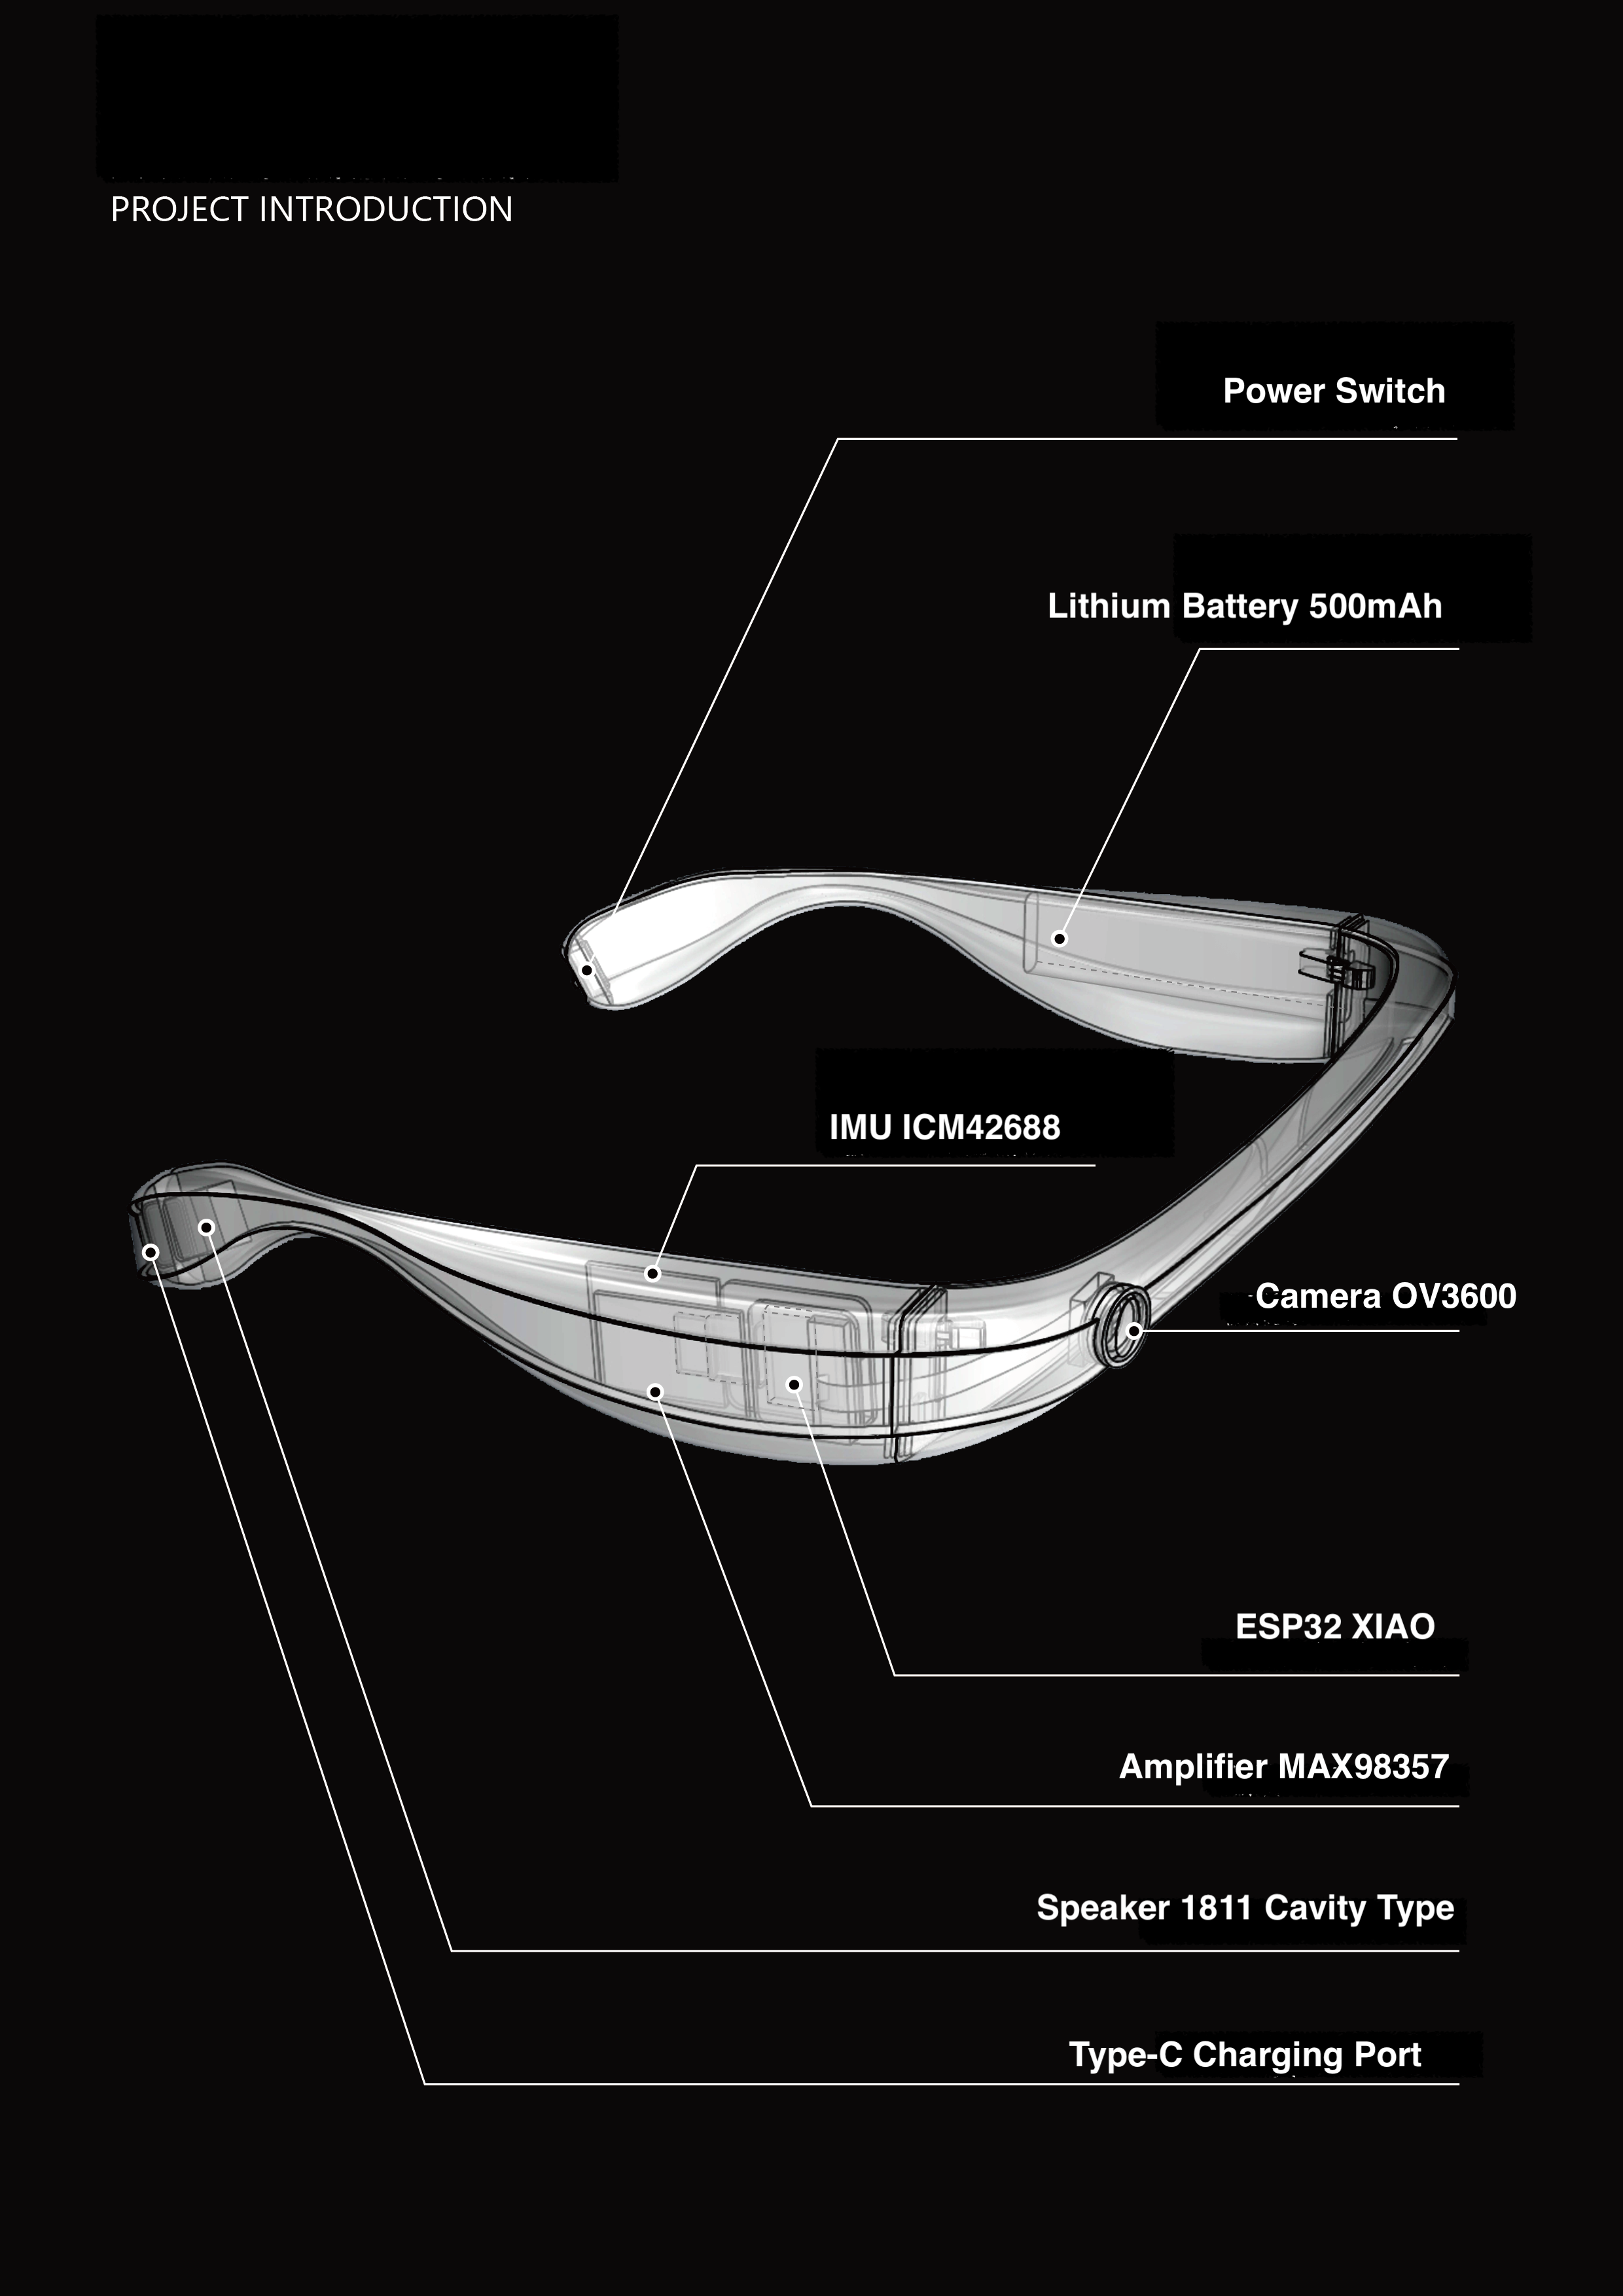 PROJECT INTRODUCTION
Power Switch
Lithium Battery 500mAh
IMU ICM42688
Camera OV3600
ESP32 XIAO
Amplifier MAX98357
Speaker 1811 Cavity Type
Type-C Charging Port